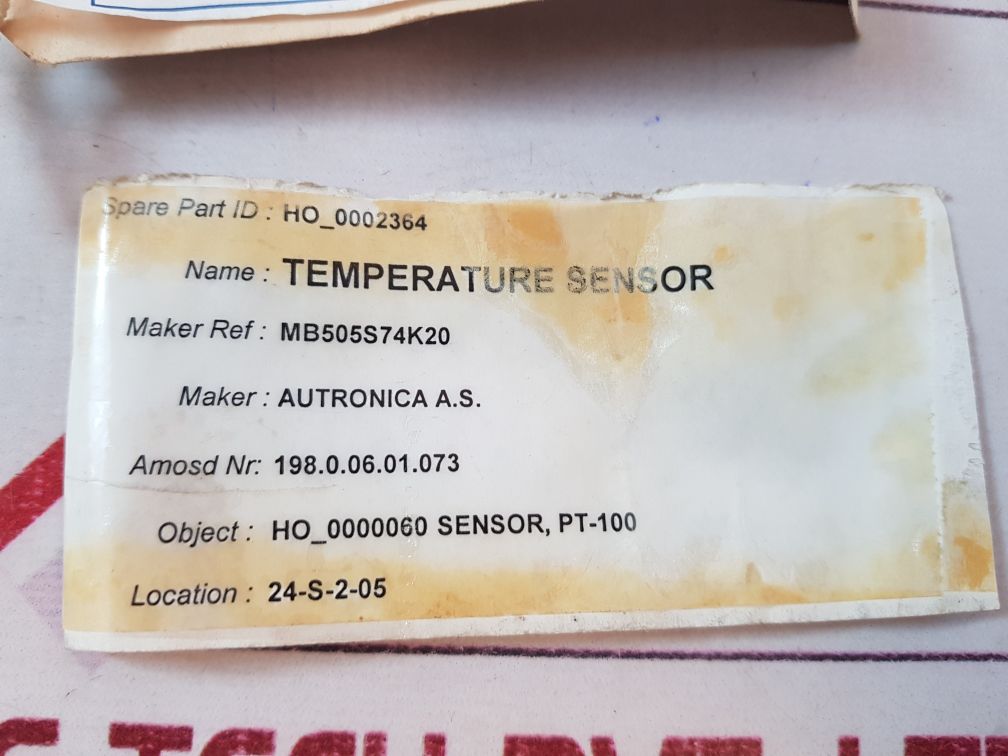 Spare Part ID : HO_0002364
Name : TEMPERATURE SENSOR
Maker Ref : MB505S74K20
Maker : AUTRONICA A.S.
Amosd Nr: 198.0.06.01.073
Object : HO_0000060 SENSOR, PT-100
Location : 24-S-2-05